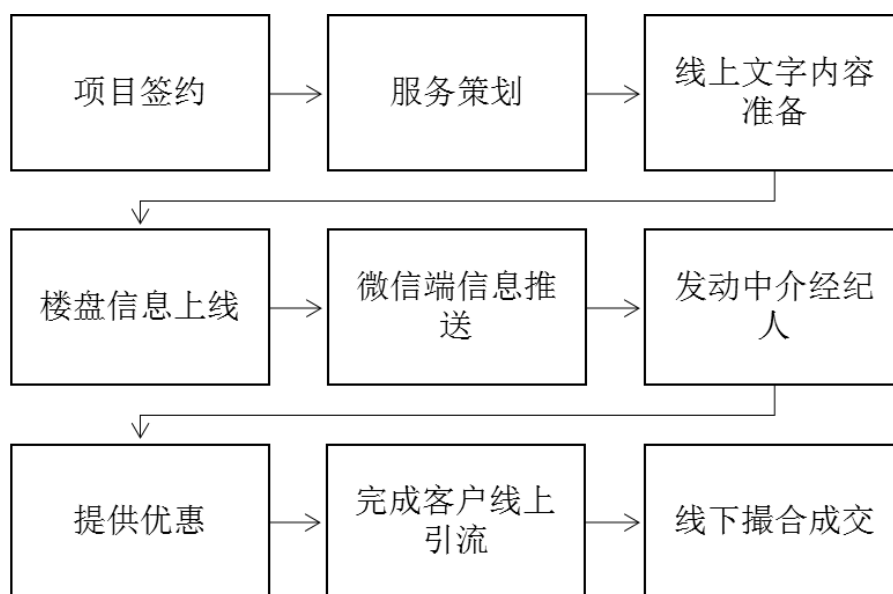 项目签约
服务策划
线上文字内容
准备
楼盘信息上线
微信端信息推
送
发动中介经纪
人
提供优惠
完成客户线上
引流
线下撮合成交